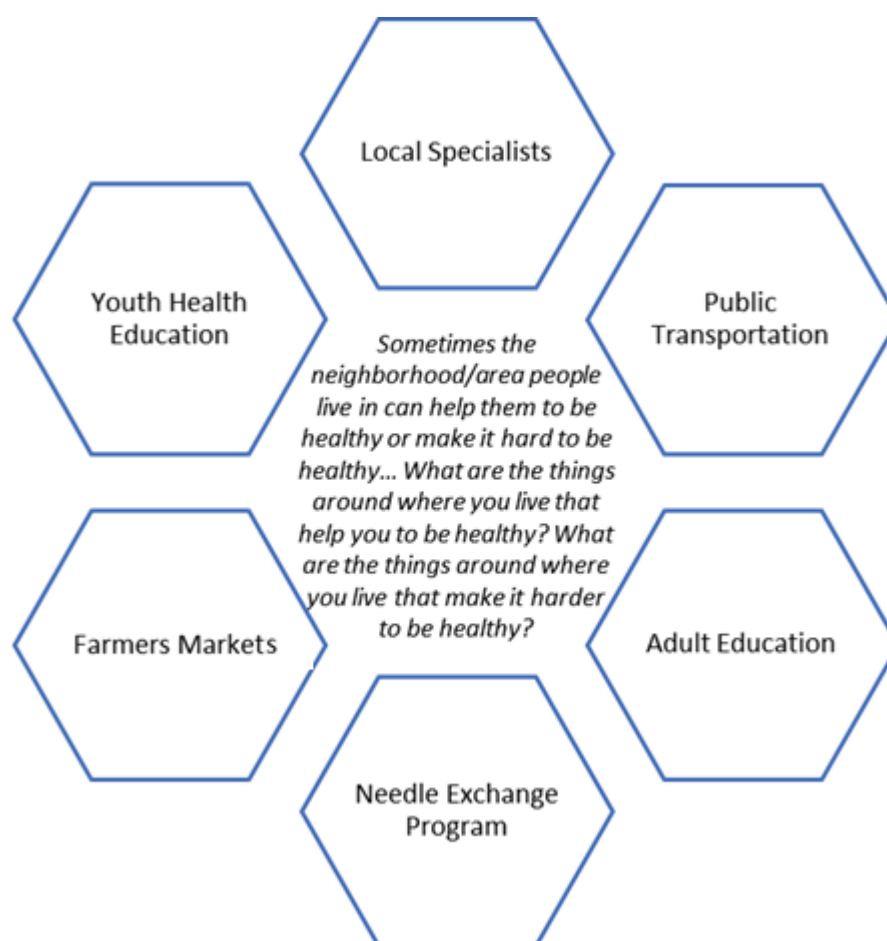 Local Specialists
Youth Health
Education
Public
Transportation
Sometimes the
neighborhood/area people
live in can help them to be
healthy or make it hard to be
healthy... What are the things
around where you live that
help you to be healthy? What
are the things around where
you live that make it harder
to be healthy?
Farmers Markets
Adult Education
Needle Exchange
Program